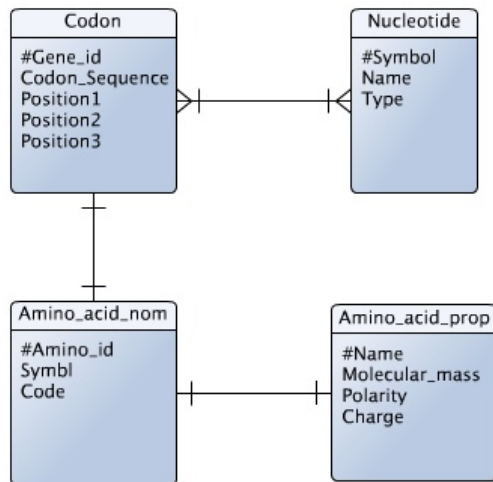 Codon
#Gene_id
Codon_Sequence
Position1
Position2
Position3
Nucleotide
#Symbol
Name
Type
Amino_acid_nom
#Amino_id
Symbl
Code
Amino_acid_prop
#Name
Molecular_mass
Polarity
Charge